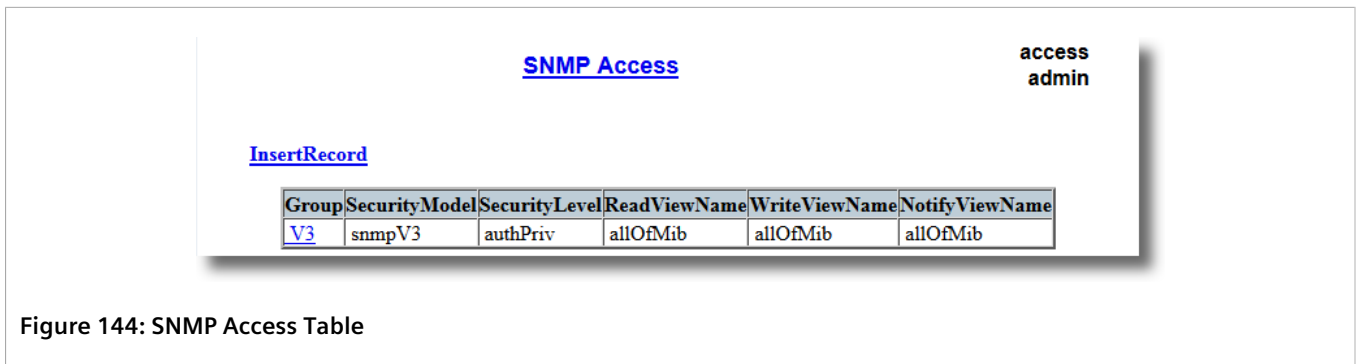 SNMP Access
access
admin
InsertRecord
Group SecurityModel SecurityLevel ReadViewName WriteViewName NotifyViewName
V3 snmpV3 authPriv allOfMib allOfMib allOfMib
Figure 144: SNMP Access Table